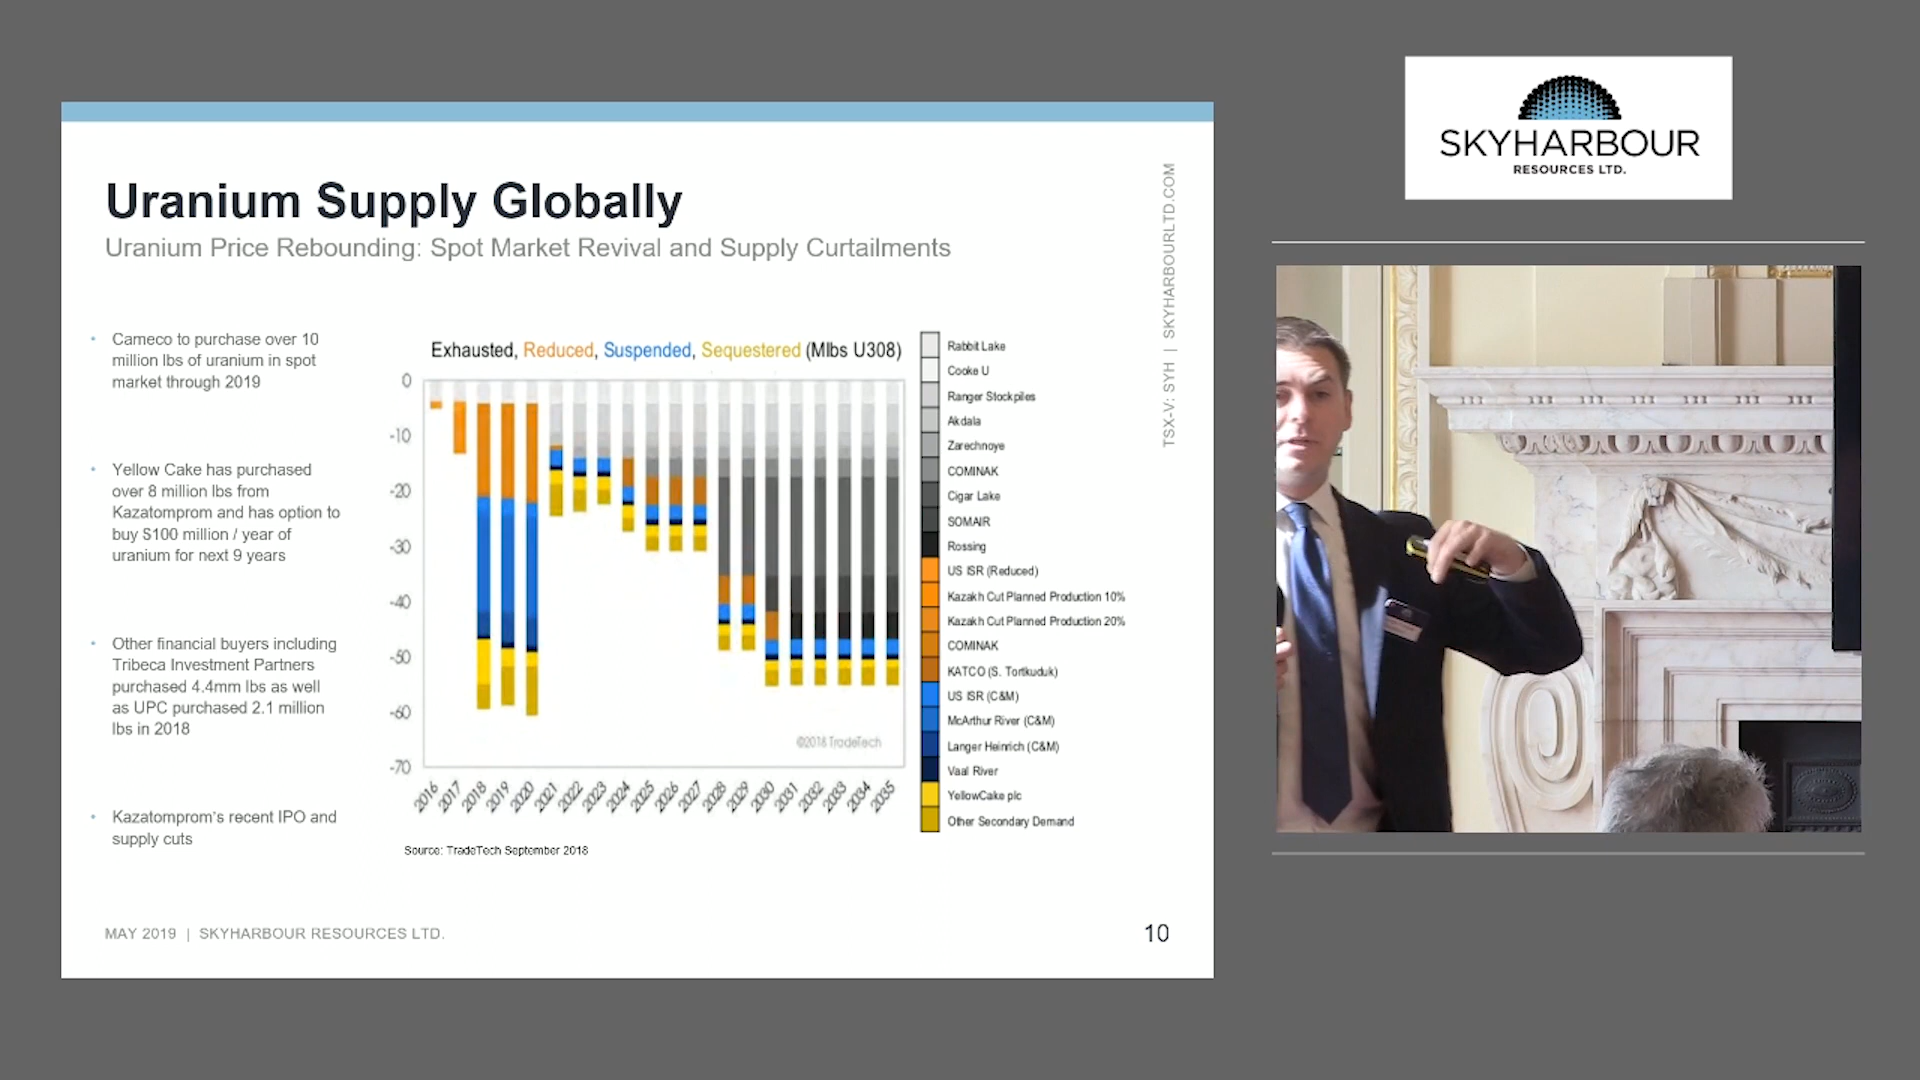 Uranium Supply Globally
Uranium Price Rebounding: Spot Market Revival and Supply Curtailments
TSX-V: SYH | SKYHARBOURLTD.COM
• Cameco to purchase over 10
million lbs of uranium in spot
market through 2019
• Yellow Cake has purchased
over 8 million lbs from
Kazatomprom and has option to
buy $100 million / year of
uranium for next 9 years
• Other financial buyers including
Tribeca Investment Partners
purchased 4.4mm lbs as well
as UPC purchased 2.1 million
lbs in 2018
• Kazatomprom's recent IPO and
supply cuts
Exhausted, Reduced, Suspended, Sequestered (Mlbs U308)
0
-10
-20
-30
-40
-50
-60
-70
2016 2017 2018 2019 2020 2021 2022 2023 2024 2025 2026 2027 2028 2029 2030 2031 2032 2033 2034 2035
©2018 TradeTech
Rabbit Lake
Cooke U
Ranger Stockpiles
Akdala
Zarechnoye
COMINAK
Cigar Lake
SOMAIR
Rossing
US ISR (Reduced)
Kazakh Cut Planned Production 10%
Kazakh Cut Planned Production 20%
COMINAK
KATCO (S. Tortkuduk)
US ISR (C&M)
McArthur River (C&M)
Langer Heinrich (C&M)
Vaal River
YellowCake plc
Other Secondary Demand
Source: TradeTech September 2018
MAY 2019 | SKYHARBOUR RESOURCES LTD.
10
SKYHARBOUR
RESOURCES LTD.